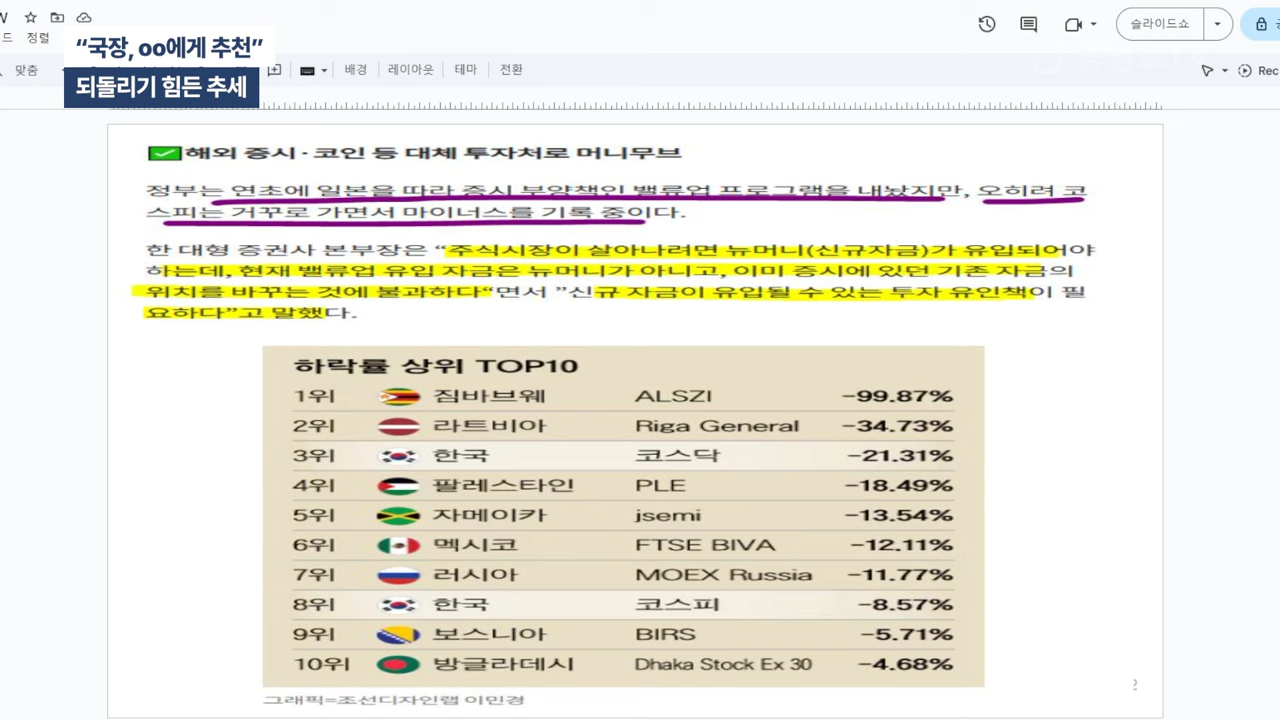 “국장, oo에게 추천”
되돌리기 힘든 추세
정렬
슬라이드쇼
맞춤
배경 레이아웃 테마 전환
Rec
✅해외 증시·코인 등 대체 투자처로 머니무브
정부는 연초에 일본을 따라 증시 부양책인 밸류업 프로그램을 내놨지만, 오히려 코
스피는 거꾸로 가면서 마이너스를 기록 중이다.
한 대형 증권사 본부장은 “주식시장이 살아나려면 뉴머니(신규자금)가 유입되어야
하는데, 현재 밸류업 유입 자금은 뉴머니가 아니고, 이미 증시에 있던 기존 자금의
위치를 바꾸는 것에 불과하다“면서 ”신규 자금이 유입될 수 있는 투자 유인책이 필
요하다”고 말했다.
하락률 상위 TOP10
1위 짐바브웨 ALSZI -99.87%
2위 라트비아 Riga General -34.73%
3위 한국 코스닥 -21.31%
4위 팔레스타인 PLE -18.49%
5위 자메이카 jsemi -13.54%
6위 멕시코 FTSE BIVA -12.11%
7위 러시아 MOEX Russia -11.77%
8위 한국 코스피 -8.57%
9위 보스니아 BIRS -5.71%
10위 방글라데시 Dhaka Stock Ex 30 -4.68%
그래픽=조선디자인랩 이민경
2